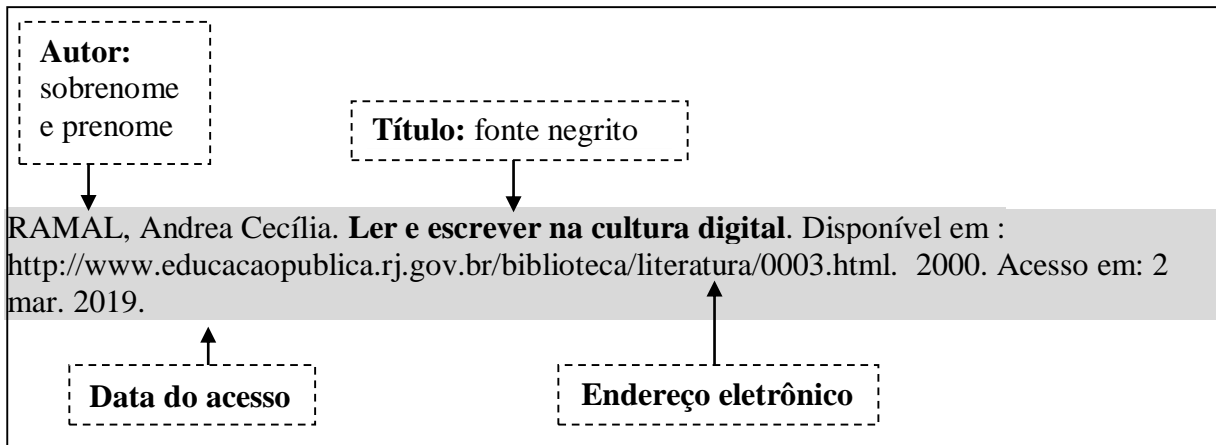 Autor:
sobrenome
e prenome
Título: fonte negrito
RAMAL, Andrea Cecília. Ler e escrever na cultura digital. Disponível em :
http://www.educacaopublica.rj.gov.br/biblioteca/literatura/0003.html. 2000. Acesso em: 2
mar. 2019.
Data do acesso
Endereço eletrônico